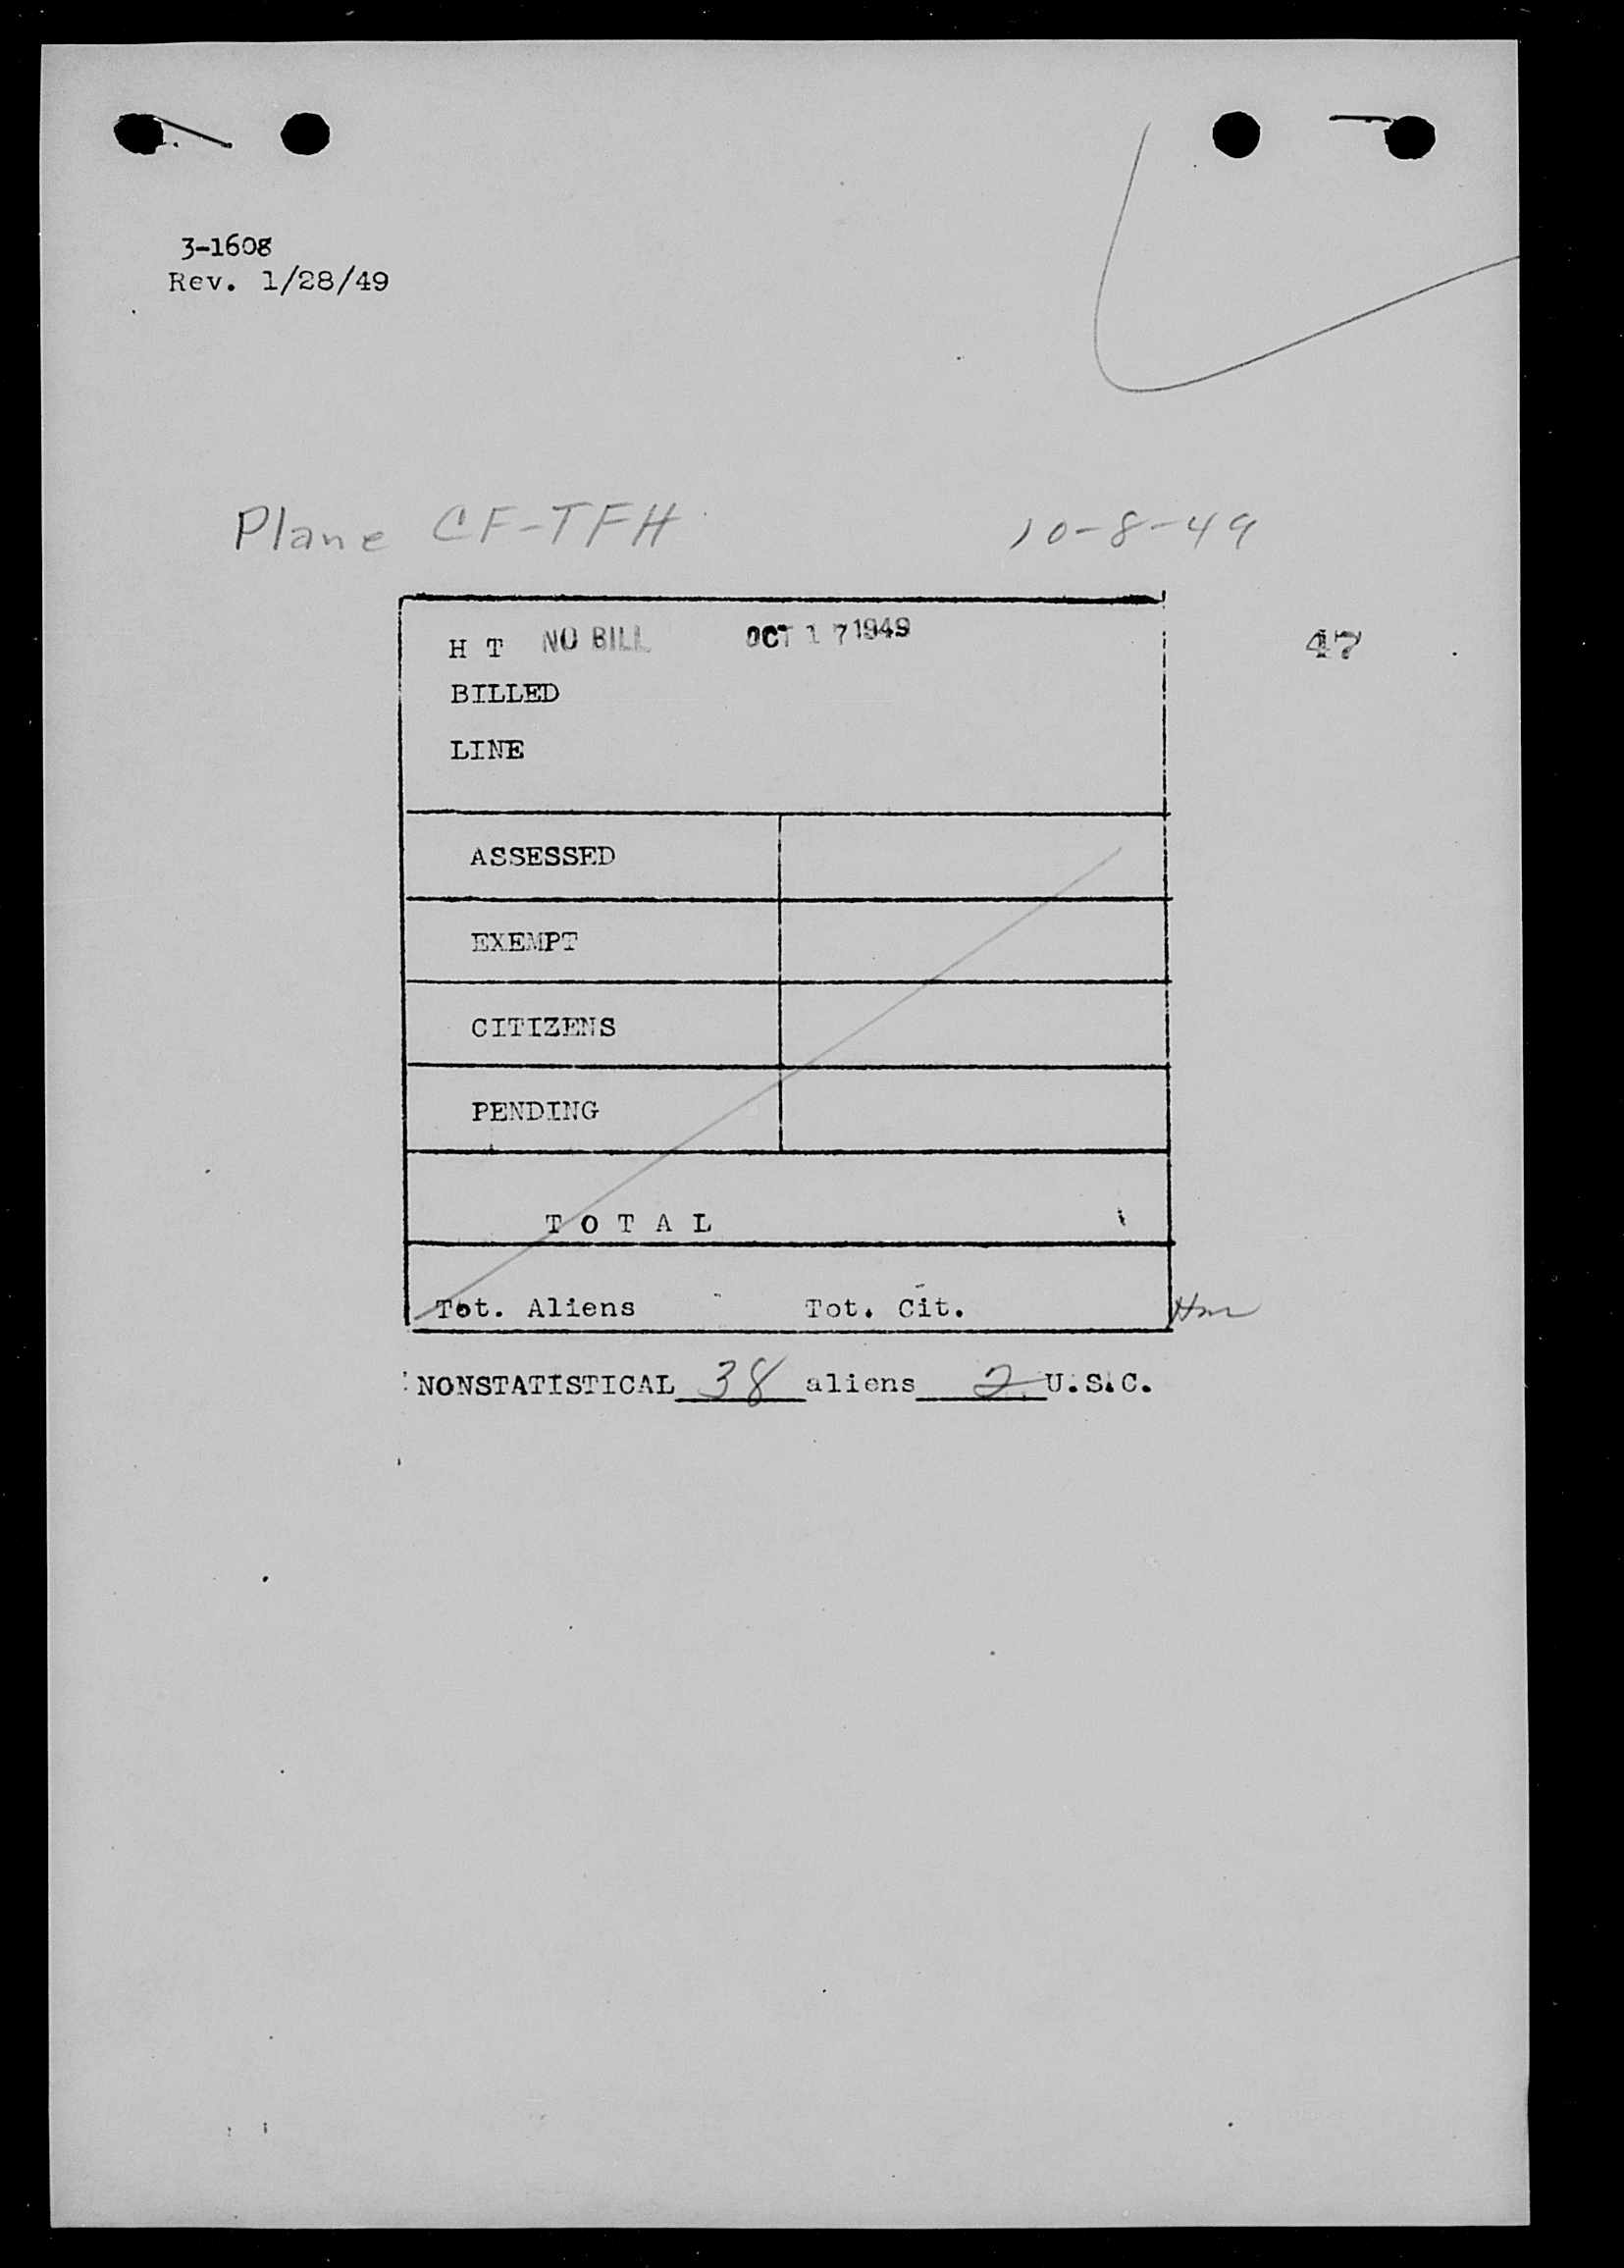 3-1608
Rev. 1/28/49
Plane CF-TFH 10-8-49
H T NO BILL OCT 17 1949 47
BILLED
LINE
ASSESSED
EXEMPT
CITIZENS
PENDING
T O T A L
Tot. Aliens Tot. Cit.
NONSTATISTICAL 38 aliens 2 U.S.C.